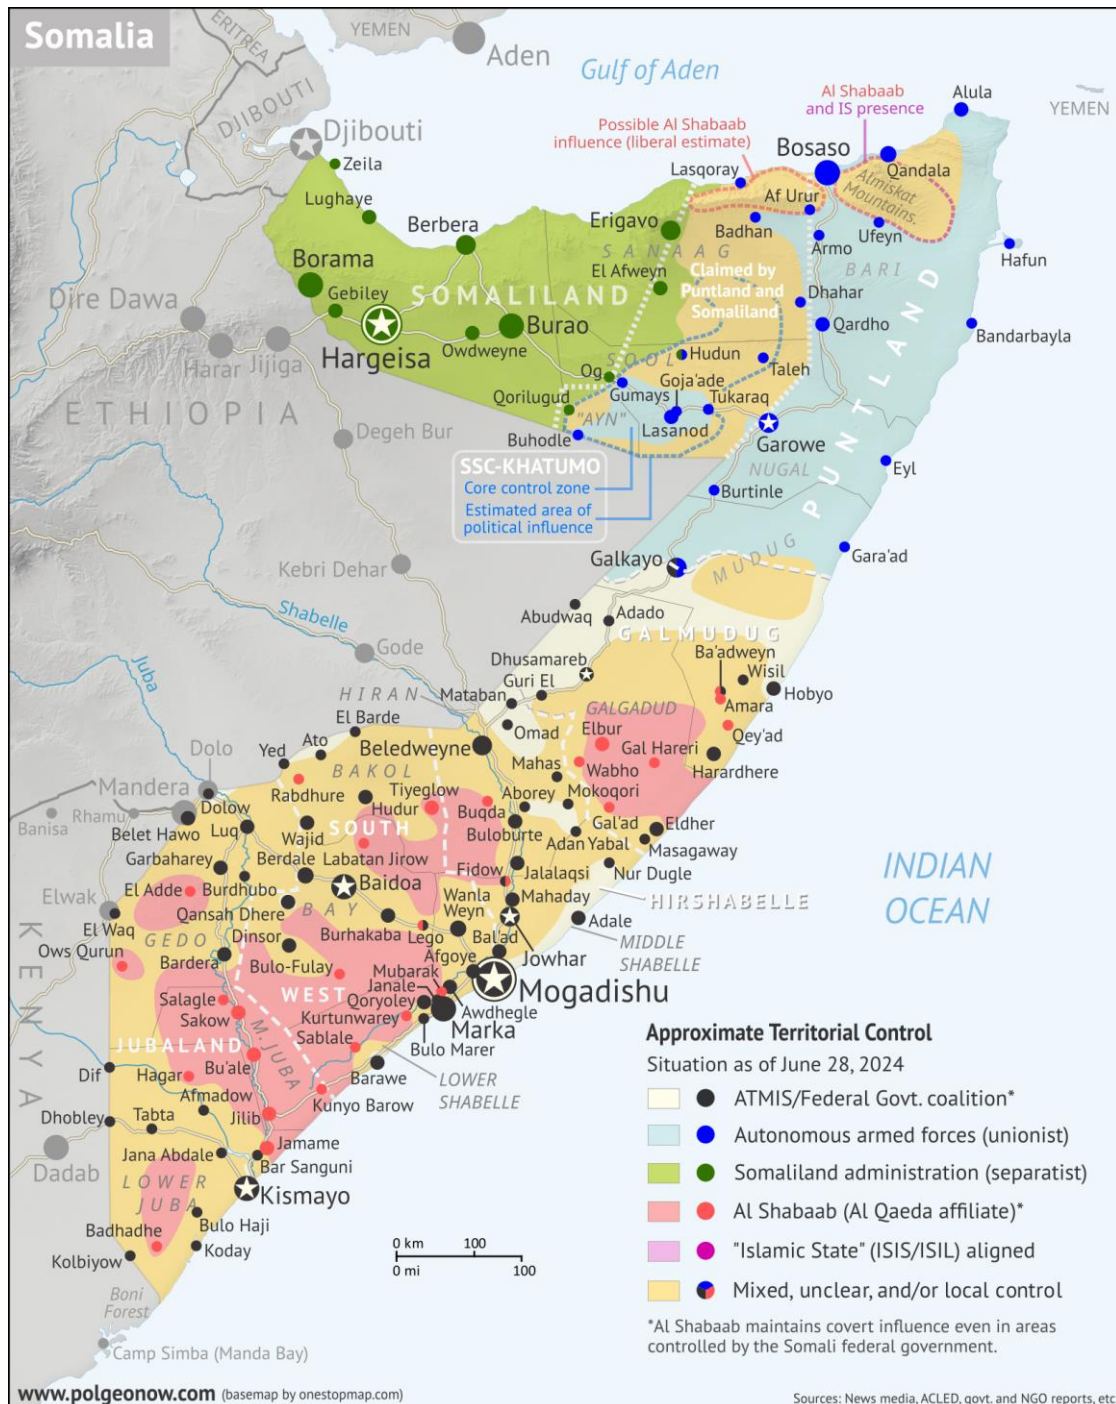 Somalia
ERITREA
YEMEN
Aden
Gulf of Aden
DJIBOUTI
Djibouti
Al Shabaab
and IS presence
Alula
YEMEN
Possible Al Shabaab
influence (liberal estimate)
Zeila
Bosaso
Qandala
Lasqoray
Almiskat
Mountains.
Lughaye
Af Urur
Berbera
Erigavo
Badhan
Armo
Ufeyn
SANAAG
Hafun
Borama
El Afweyn
Claimed by
Puntland and
Somaliland
BARI
Gebiley
SOMALILAND
Dhahar
Dire Dawa
Burao
Qardho
Bandarbayla
Hargeisa
Owdweyne
Harar
Jijiga
SOOL
Hudun
Taleh
PUNTLAND
Og
Goja'ade
Gumays
Tukaraq
ETHIOPIA
Qorilugud
"AYN"
Lasanod
Degeh Bur
Buhodle
Garowe
SSC-KHATUMO
Core control zone
Estimated area of
political influence
NUGAL
Eyl
Burtinle
Galkayo
MUDUG
Gara'ad
Kebri Dehar
Abudwaq
Adado
Shabelle
GALMUDUG
Juba
Gode
Dhusamareb
Ba'adweyn
Wisil
Guri El
HIRAN
Mataban
Hobyo
GALGADUD
Amara
El Barde
Omad
Elbur
Qey'ad
Dolo
Yed
Ato
Beledweyne
Gal Hareri
Mahas
Wabho
Harardhere
BAKOL
Mandera
Rabdhure
Tiyeglow
Aborey
Mokoqori
Rhamu
Dolow
Hudur
Buqda
Banisa
Belet Hawo
Luq
Wajid
SOUTH
Buloburte
Gal'ad
Eldher
Adan Yabal
Masagaway
Garbaharey
Berdale
Labatan Jirow
Fidow
Jalalaqsi
Nur Dugle
INDIAN
OCEAN
Elwak
El Adde
Burdhubo
Baidoa
Wanla
Weyn
Mahaday
HIRSHABELLE
Qansah Dhere
BAY
Adale
El Waq
Burhakaba
Lego
Bal'ad
GEDO
Dinsor
MIDDLE
SHABELLE
Ows Qurun
Bardera
Afgoye
Jowhar
Bulo-Fulay
Mubarak
Janale
Mogadishu
KENYA
Salagle
WEST
Qoryoley
Awdhegle
Sakow
Kurtunwarey
Marka
Sablale
Bulo Marer
JUBALAND
M. JUBA
Bu'ale
Barawe
LOWER
SHABELLE
Dif
Hagar
Afmadow
Kunyo Barow
Dhobley
Tabta
Jilib
Jamame
Dadab
Jana Abdale
Bar Sanguni
LOWER
JUBA
Kismayo
Bulo Haji
Badhadhe
Koday
Kolbiyow
Boni
Forest
Camp Simba (Manda Bay)
0 km 100
0 mi 100
Approximate Territorial Control
Situation as of June 28, 2024
ATMIS/Federal Govt. coalition*
Autonomous armed forces (unionist)
Somaliland administration (separatist)
Al Shabaab (Al Qaeda affiliate)*
"Islamic State" (ISIS/ISIL) aligned
Mixed, unclear, and/or local control
*Al Shabaab maintains covert influence even in areas
controlled by the Somali federal government.
www.polgeonow.com (basemap by onestopmap.com)
Sources: News media, ACLED, govt. and NGO reports, etc